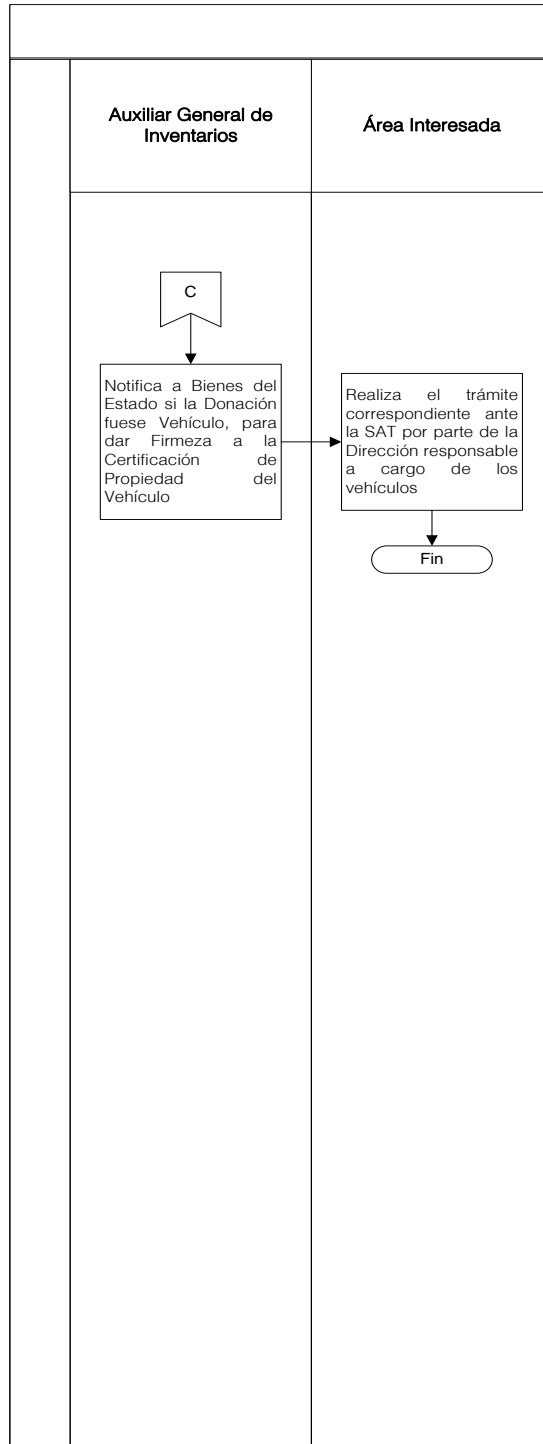 Auxiliar General de
Inventarios
Área Interesada
C
Notifica a Bienes del
Estado si la Donación
fuese Vehículo, para
dar Firmeza a la
Certificación de
Propiedad del
Vehículo
Realiza el trámite
correspondiente ante
la SAT por parte de la
Dirección responsable
a cargo de los
vehículos
Fin